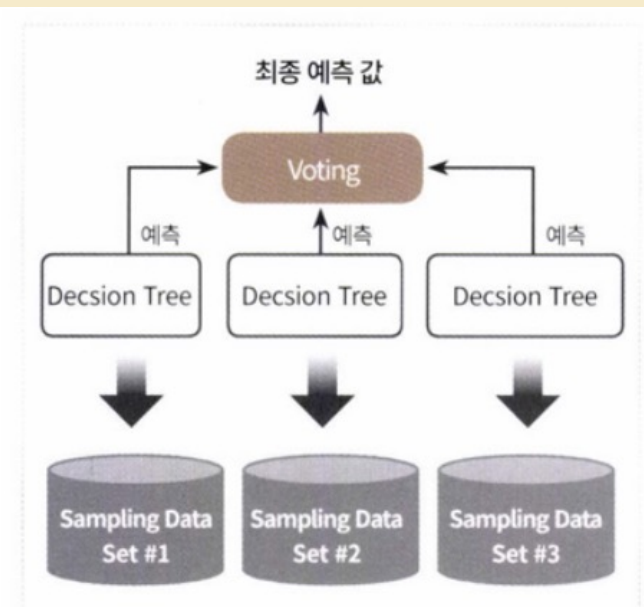 최종 예측 값
Voting
예측 예측 예측
Decsion Tree Decsion Tree Decsion Tree
Sampling Data Sampling Data Sampling Data
Set #1 Set #2 Set #3